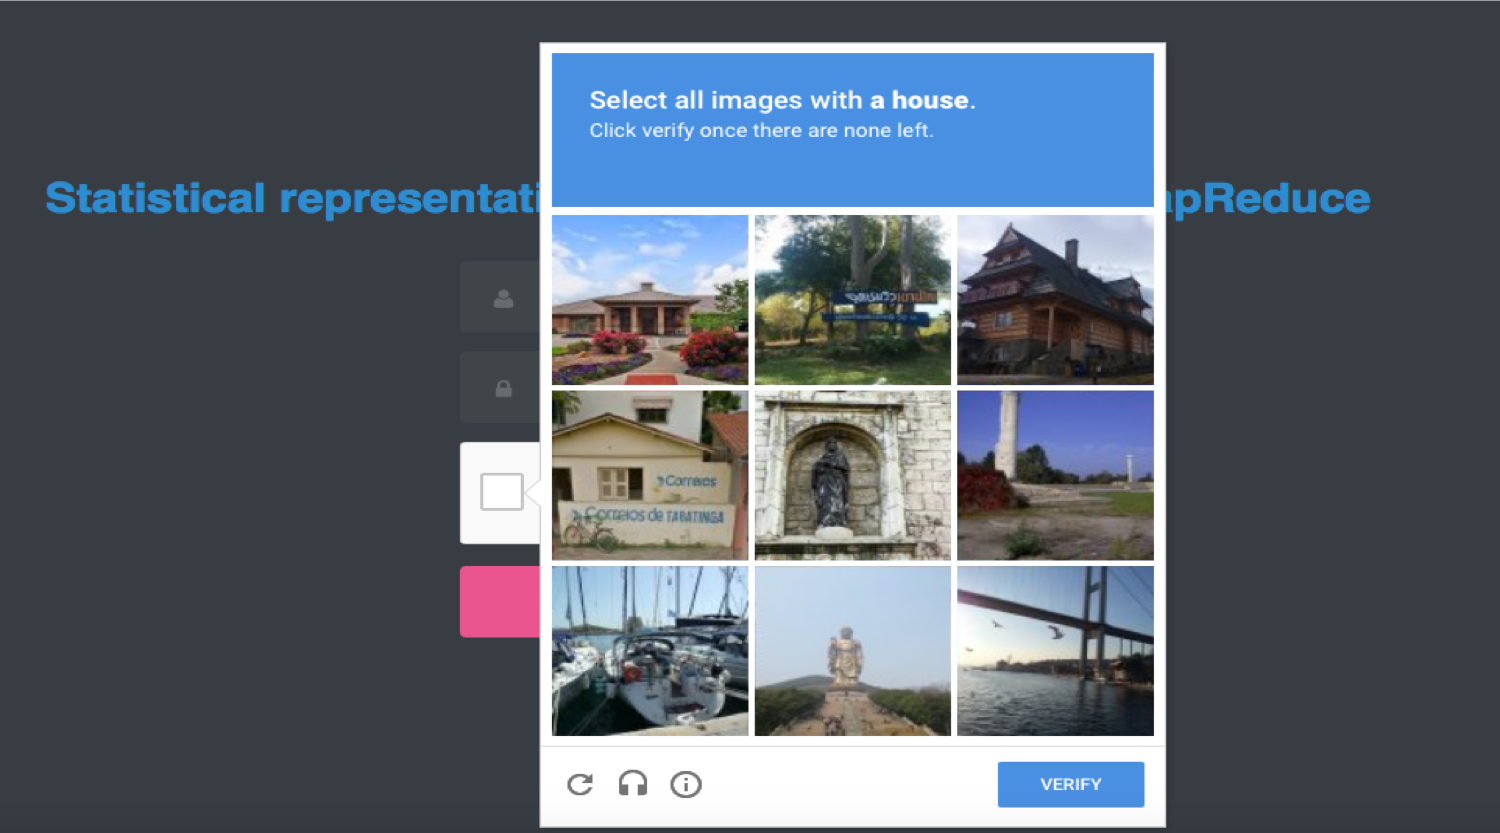 Select all images with a house.
Click verify once there are none left.
Statistical representati
apReduce
Correios
Correios de TABATINGA
VERIFY